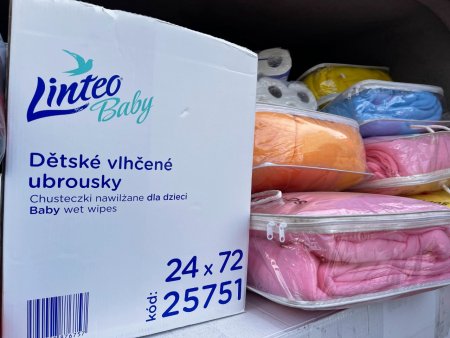 Linteo
Baby
Dětské vlhčené
ubrousky
Chusteczki nawilżane dla dzieci
Baby wet wipes
24 x 72
kód: 25751